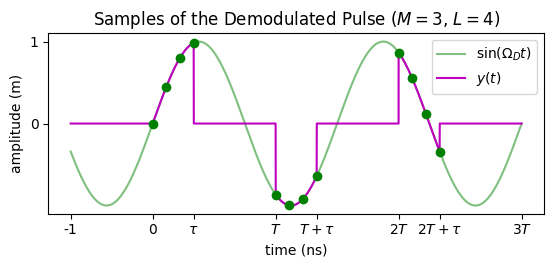 Samples of the Demodulated Pulse (M = 3, L = 4)
amplitude (m)
1
0
sin(Ω_D t)
y(t)
-1 0 τ T T + τ 2T 2T + τ 3T
time (ns)